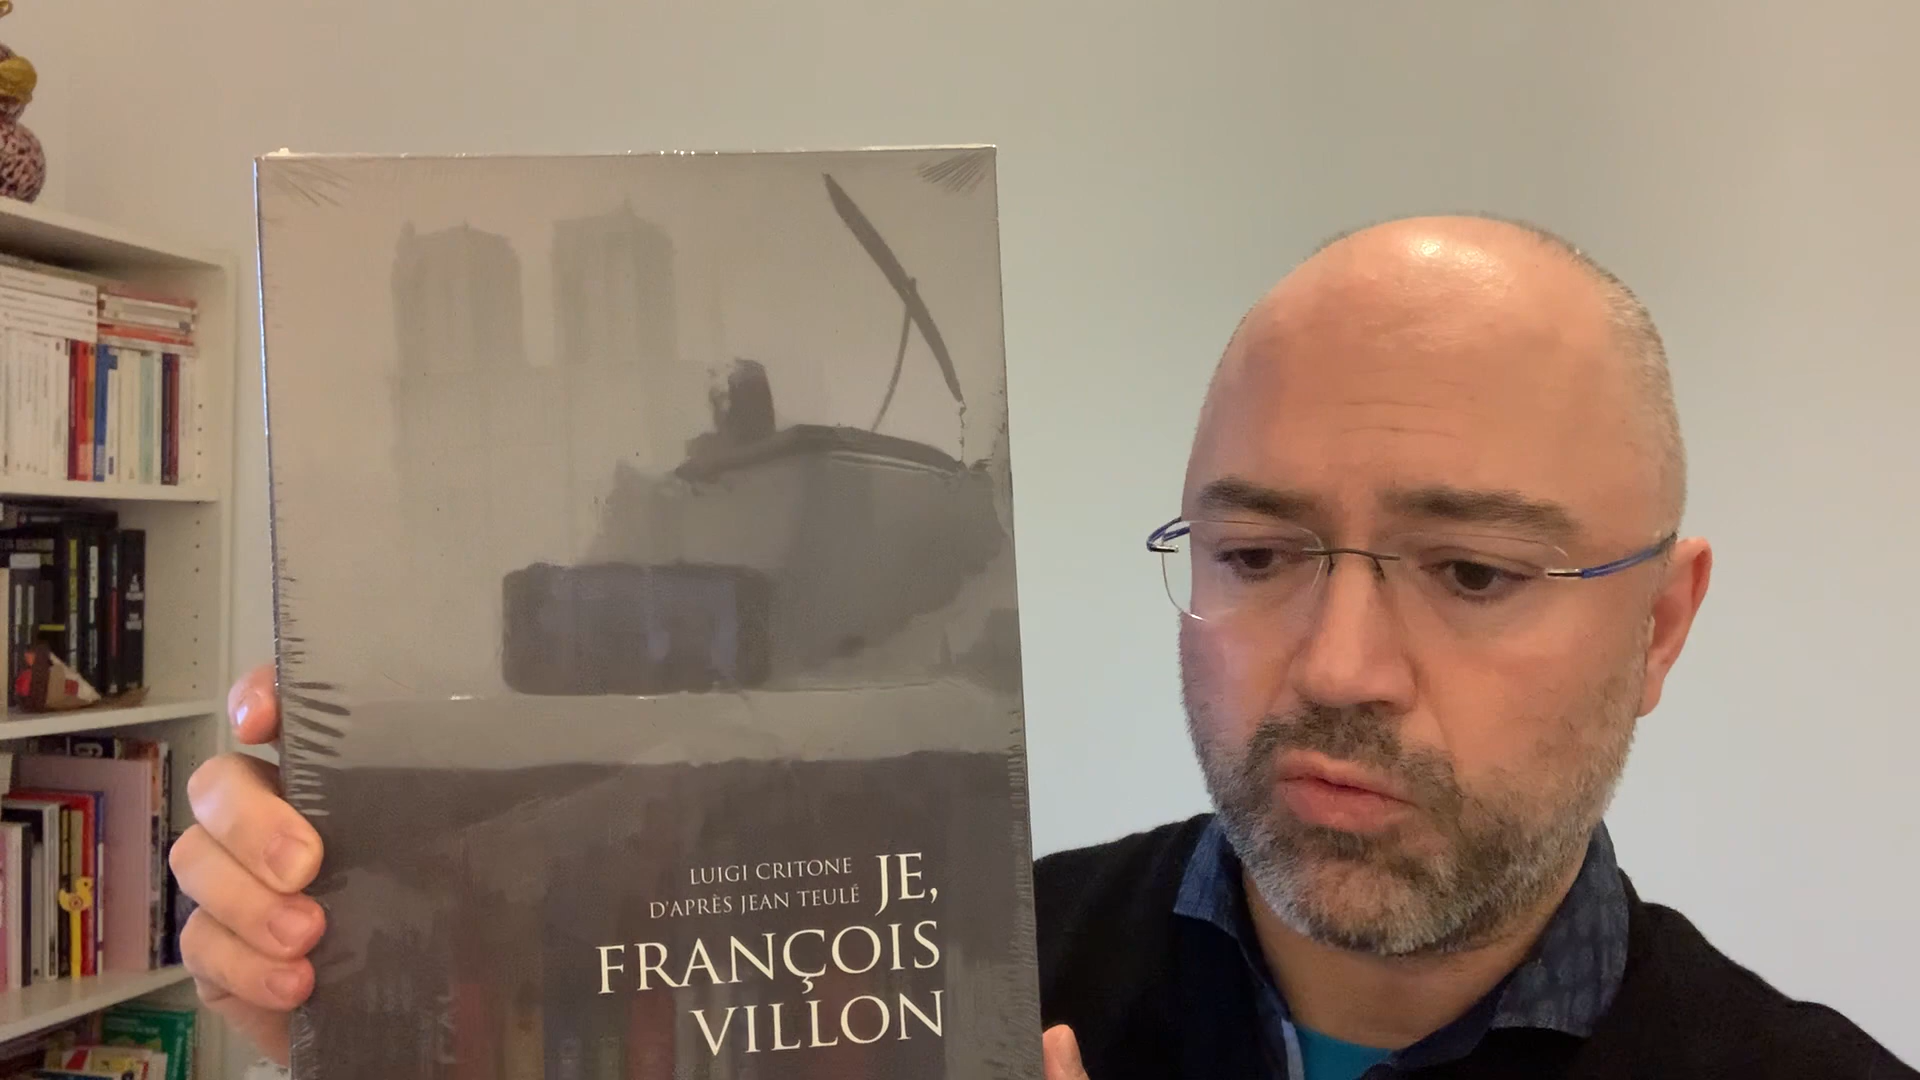 LUIGI CRITONE
D'APRÈS JEAN TEULÉ
JE,
FRANÇOIS
VILLON